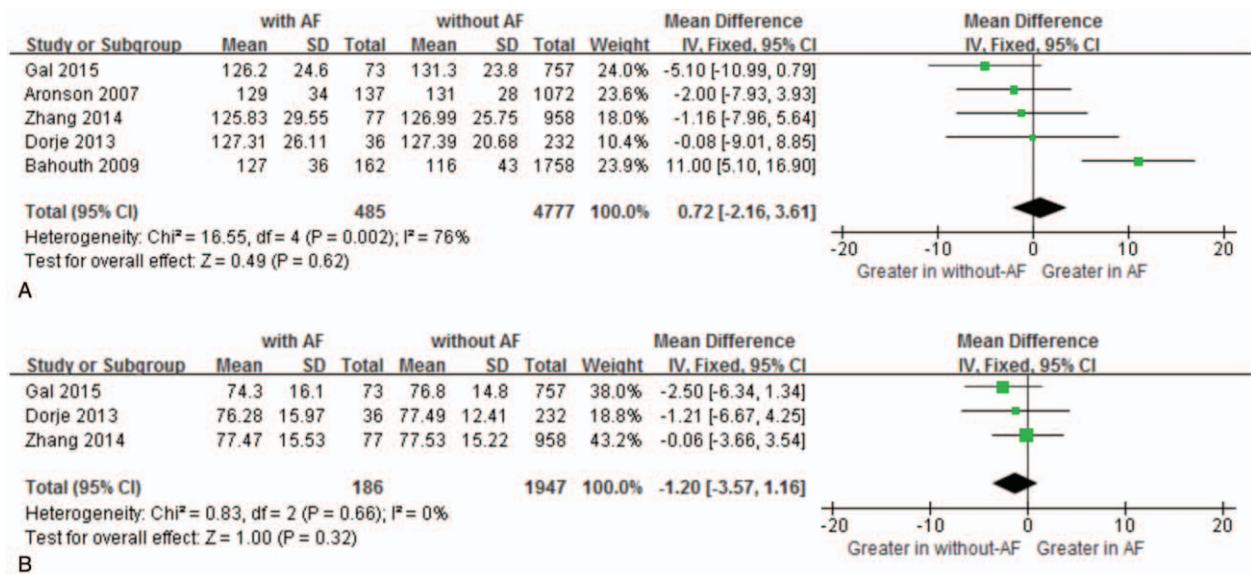 with AF without AF Mean Difference Mean Difference
Study or Subgroup Mean SD Total Mean SD Total Weight IV, Fixed, 95% CI IV, Fixed, 95% CI
Gal 2015 126.2 24.6 73 131.3 23.8 757 24.0% -5.10 [-10.99, 0.79]
Aronson 2007 129 34 137 131 28 1072 23.6% -2.00 [-7.93, 3.93]
Zhang 2014 125.83 29.55 77 126.99 25.75 958 18.0% -1.16 [-7.96, 5.64]
Dorje 2013 127.31 26.11 36 127.39 20.68 232 10.4% -0.08 [-9.01, 8.85]
Bahouth 2009 127 36 162 116 43 1758 23.9% 11.00 [5.10, 16.90]
Total (95% CI) 485 4777 100.0% 0.72 [-2.16, 3.61]
Heterogeneity: Chi² = 16.55, df = 4 (P = 0.002); I² = 76%
Test for overall effect: Z = 0.49 (P = 0.62)
-20 -10 0 10 20
Greater in without-AF Greater in AF
A
with AF without AF Mean Difference Mean Difference
Study or Subgroup Mean SD Total Mean SD Total Weight IV, Fixed, 95% CI IV, Fixed, 95% CI
Gal 2015 74.3 16.1 73 76.8 14.8 757 38.0% -2.50 [-6.34, 1.34]
Dorje 2013 76.28 15.97 36 77.49 12.41 232 18.8% -1.21 [-6.67, 4.25]
Zhang 2014 77.47 15.53 77 77.53 15.22 958 43.2% -0.06 [-3.66, 3.54]
Total (95% CI) 186 1947 100.0% -1.20 [-3.57, 1.16]
Heterogeneity: Chi² = 0.83, df = 2 (P = 0.66); I² = 0%
Test for overall effect: Z = 1.00 (P = 0.32)
-20 -10 0 10 20
Greater in without-AF Greater in AF
B